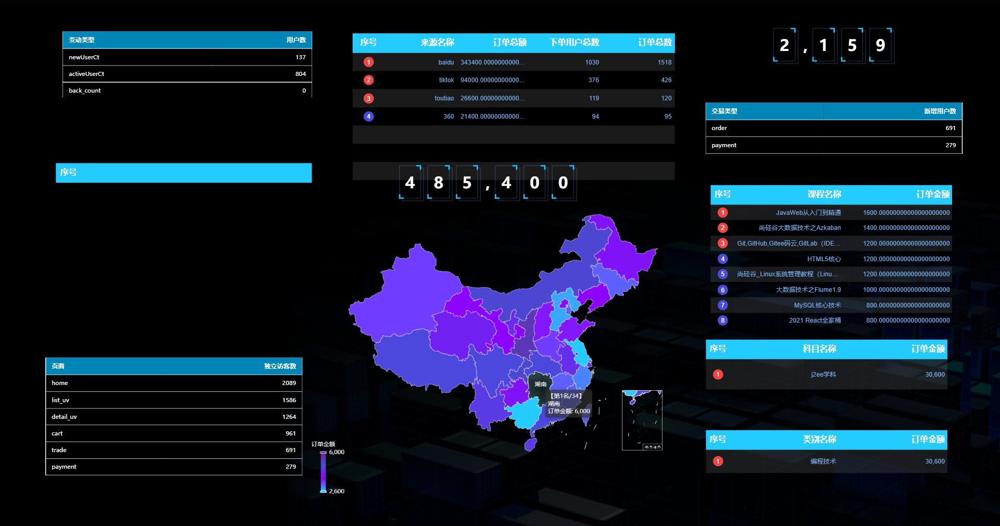 变动类型 用户数
newUserCt 137
activeUserCt 804
back_count 0
序号 来源名称 订单总额 下单用户总数 订单总数
1 baidu 343400.0000000000... 1030 1518
2 tiktok 94000.00000000000... 376 426
3 toutiao 26600.00000000000... 119 120
4 360 21400.00000000000... 94 95
2,159
交易类型 新增用户数
order 691
payment 279
序号
485,400
序号 课程名称 订单金额
1 JavaWeb从入门到精通 1600.00000000000000000000
2 尚硅谷大数据技术之Azkaban 1400.00000000000000000000
3 Git,GitHub,Gitee码云,GitLab（IDE... 1200.00000000000000000000
4 HTML5核心 1200.00000000000000000000
5 尚硅谷_Linux系统管理教程（Linu... 1200.00000000000000000000
6 大数据技术之Flume1.9 1000.00000000000000000000
7 MySQL核心技术 800.00000000000000000000
8 2021 React全家桶 800.00000000000000000000
序号 科目名称 订单金额
1 j2ee学科 30,600
序号 类别名称 订单金额
1 编程技术 30,600
页面 独立访客数
home 2089
list_uv 1586
detail_uv 1264
cart 961
trade 691
payment 279
湖南
【第1名/34】
湖南
订单金额: 6,000
南海诸岛
订单金额
6,000
2,600